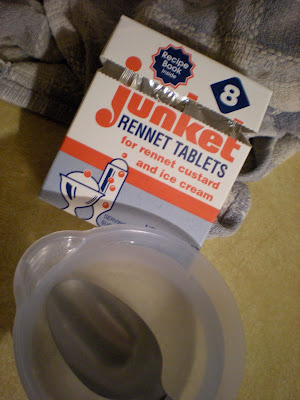 Recipe
Book
Inside
8
junket
RENNET TABLETS
for rennet custard
and ice cream